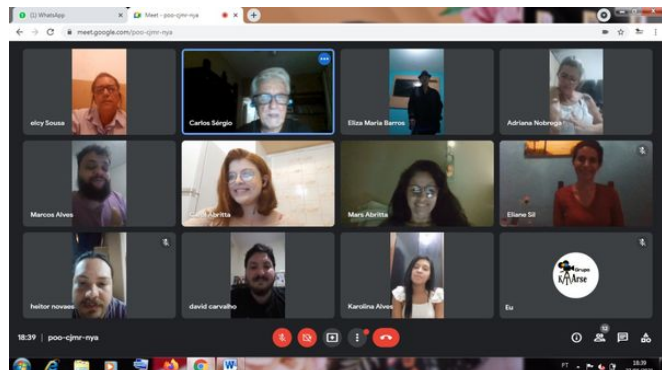 (1) WhatsApp
Meet - poo-cjmr-nya
meet.google.com/poo-cjmr-nya
elcy Sousa
Carlos Sérgio
Eliza Maria Barros
Adriana Nobrega
Marcos Alves
Abritta
Mars Abritta
Eliane Sil
heitor novaes
david carvalho
Karolina Alves
Grupo
Eu
18:39 | poo-cjmr-nya
12
W
PT
18:39